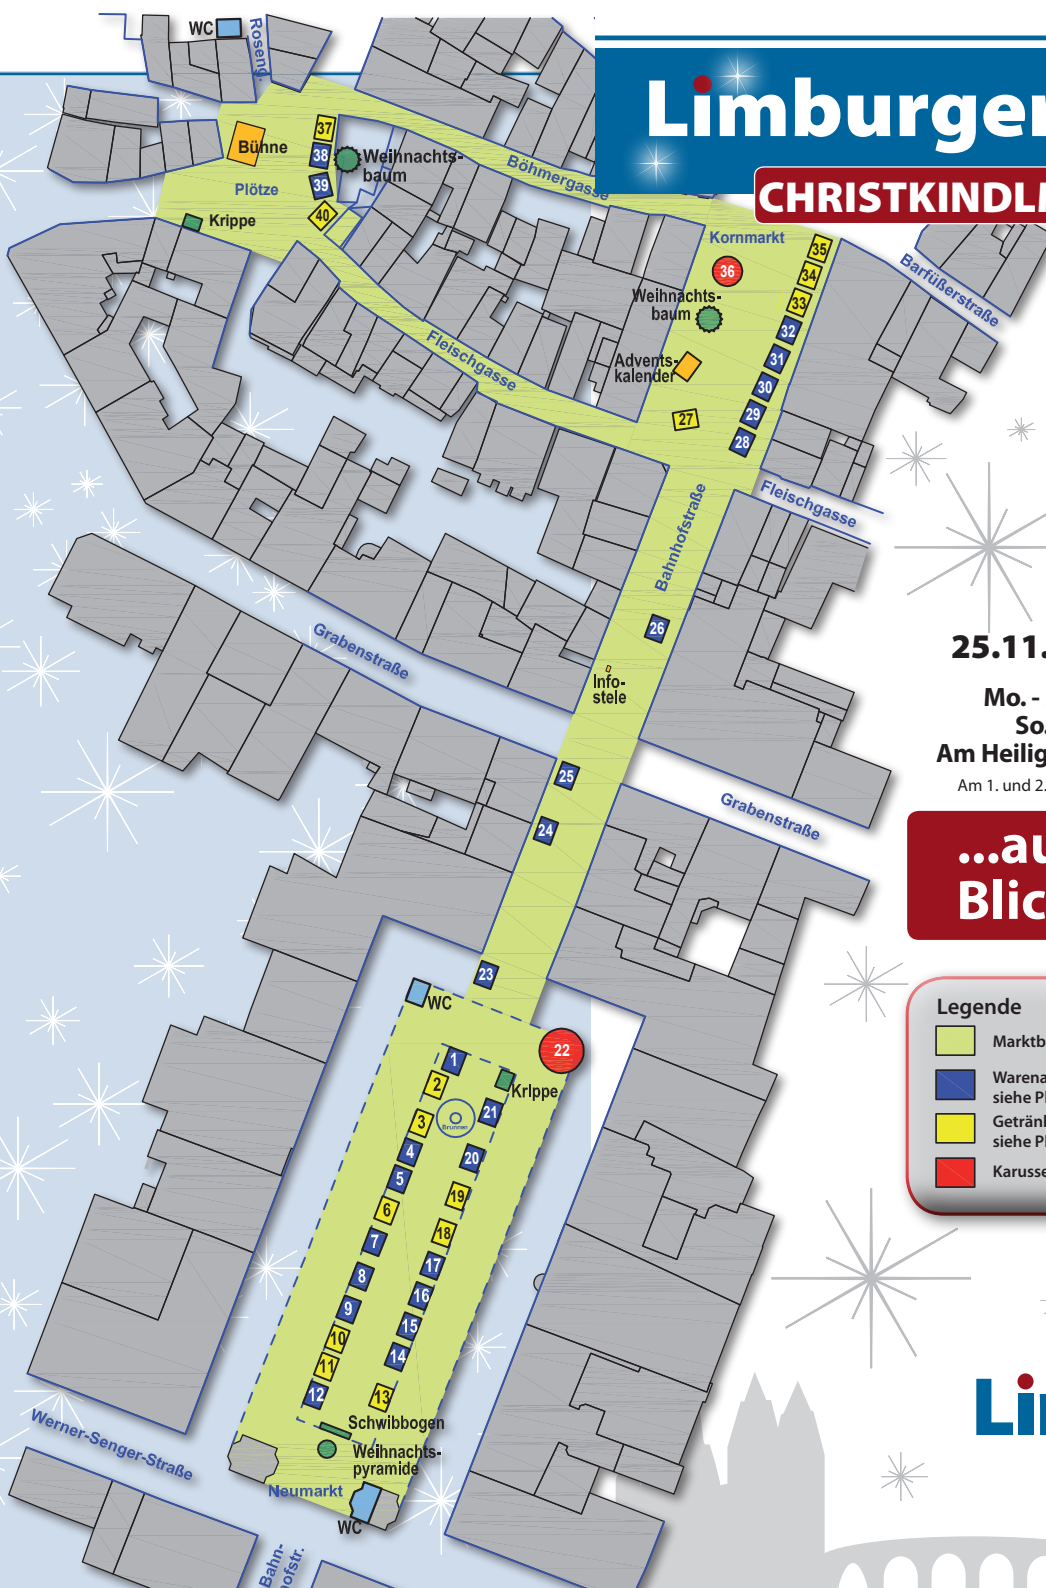 WC
Roseng.
Limburger
CHRISTKINDLM
Bühne
37
38
39
40
Weihnachts-
baum
Plötze
Krippe
Böhmergasse
Kornmarkt
36
35
34
33
32
31
30
29
28
27
Weihnachts-
baum
Advents-
kalender
Barfüßerstraße
Fleischgasse
Fleischgasse
Bahnhofstraße
26
Info-
stele
Grabenstraße
25
24
Grabenstraße
23
25.11.
Mo. -
So.
Am Heilig
Am 1. und 2.
...au
Blic
WC
22
1
2
3
4
5
6
7
8
9
10
11
12
Krippe
Brunnen
21
20
19
18
17
16
15
14
13
Legende
Marktb
Warena
siehe Pl
Getränk
siehe Pl
Karusse
Schwibbogen
Weihnachts-
pyramide
Neumarkt
WC
Werner-Senger-Straße
Bahn-
hofstr.
Lim